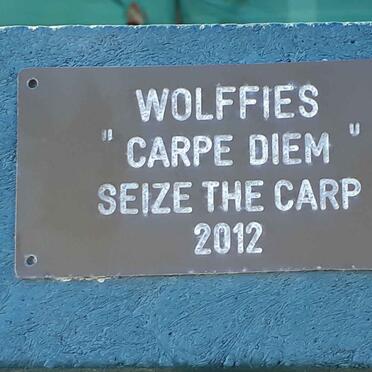 WOLFFIES
" CARPE DIEM "
SEIZE THE CARP
2012